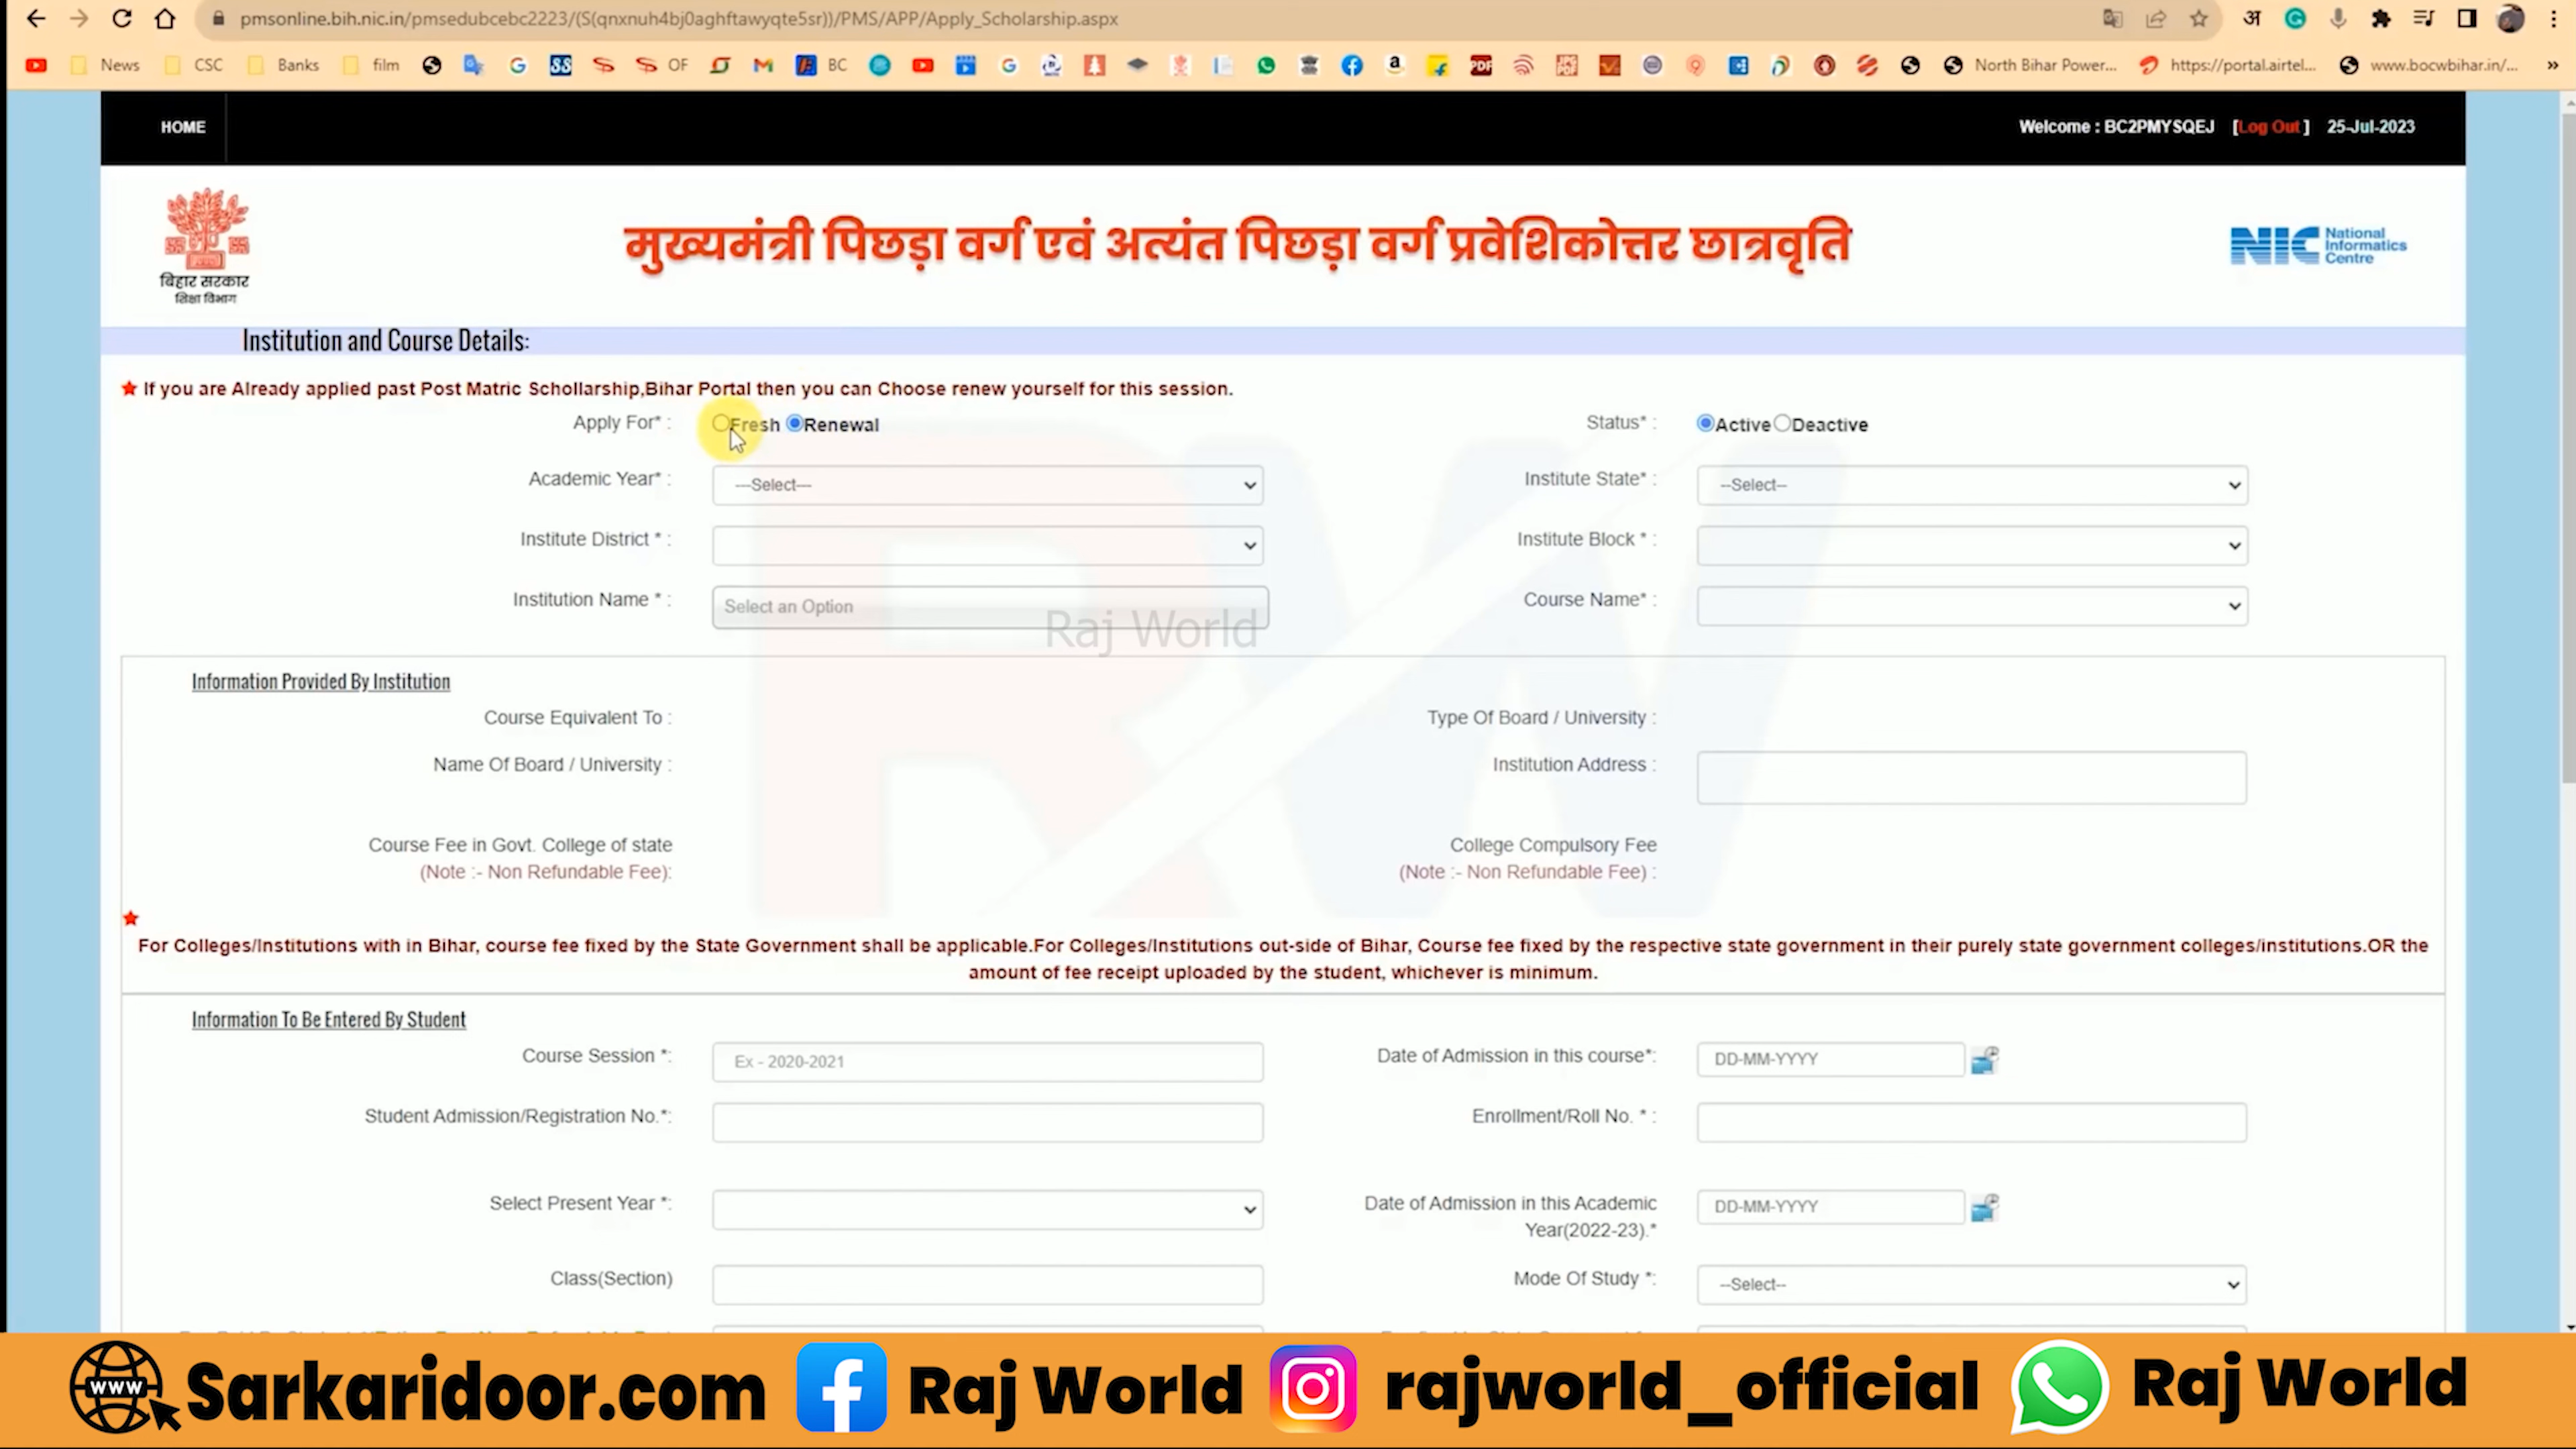 pmsonline.bih.nic.in/pmsedubcebc2223/(S(qnxnuh4bj0aghftawyqte5sr))/PMS/APP/Apply_Scholarship.aspx
अ
News CSC Banks film SS OF BC North Bihar Power... https://portal.airtel... www.bocwbihar.in/... »
HOME Welcome : BC2PMYSQEJ [Log Out] 25-Jul-2023
बिहार सरकार
शिक्षा विभाग
मुख्यमंत्री पिछड़ा वर्ग एवं अत्यंत पिछड़ा वर्ग प्रवेशिकोत्तर छात्रवृति
NIC National
Informatics
Centre
Institution and Course Details:
If you are Already applied past Post Matric Schollarship,Bihar Portal then you can Choose renew yourself for this session.
Apply For* : Fresh Renewal Status* : Active Deactive
Academic Year* : ---Select--- Institute State* : --Select--
Institute District * : Institute Block * :
Institution Name * : Select an Option Course Name* :
Raj World
Information Provided By Institution
Course Equivalent To : Type Of Board / University :
Name Of Board / University : Institution Address :
Course Fee in Govt. College of state College Compulsory Fee
(Note :- Non Refundable Fee): (Note :- Non Refundable Fee) :
For Colleges/Institutions with in Bihar, course fee fixed by the State Government shall be applicable.For Colleges/Institutions out-side of Bihar, Course fee fixed by the respective state government in their purely state government colleges/institutions.OR the
amount of fee receipt uploaded by the student, whichever is minimum.
Information To Be Entered By Student
Course Session *: Ex - 2020-2021 Date of Admission in this course*: DD-MM-YYYY
Student Admission/Registration No.*: Enrollment/Roll No. * :
Select Present Year *: Date of Admission in this Academic DD-MM-YYYY
Year(2022-23).*
Class(Section) Mode Of Study *: --Select--
www Sarkaridoor.com Raj World rajworld_official Raj World